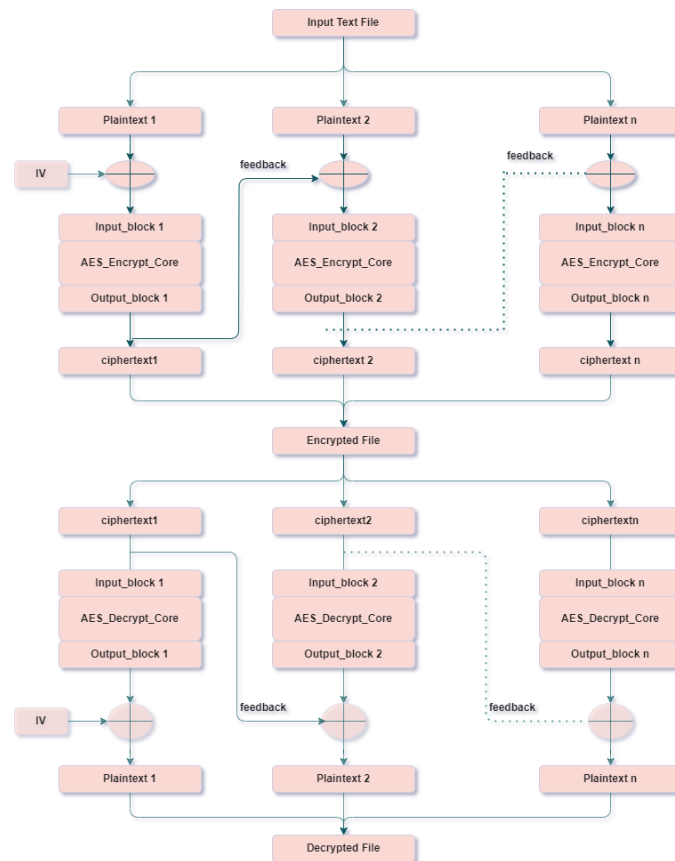 Input Text File
Plaintext 1
Plaintext 2
Plaintext n
feedback
feedback
IV
Input_block 1
Input_block 2
Input_block n
AES_Encrypt_Core
AES_Encrypt_Core
AES_Encrypt_Core
Output_block 1
Output_block 2
Output_block n
ciphertext1
ciphertext 2
ciphertext n
Encrypted File
ciphertext1
ciphertext2
ciphertextn
Input_block 1
Input_block 2
Input_block n
AES_Decrypt_Core
AES_Decrypt_Core
AES_Decrypt_Core
Output_block 1
Output_block 2
Output_block n
feedback
feedback
IV
Plaintext 1
Plaintext 2
Plaintext n
Decrypted File